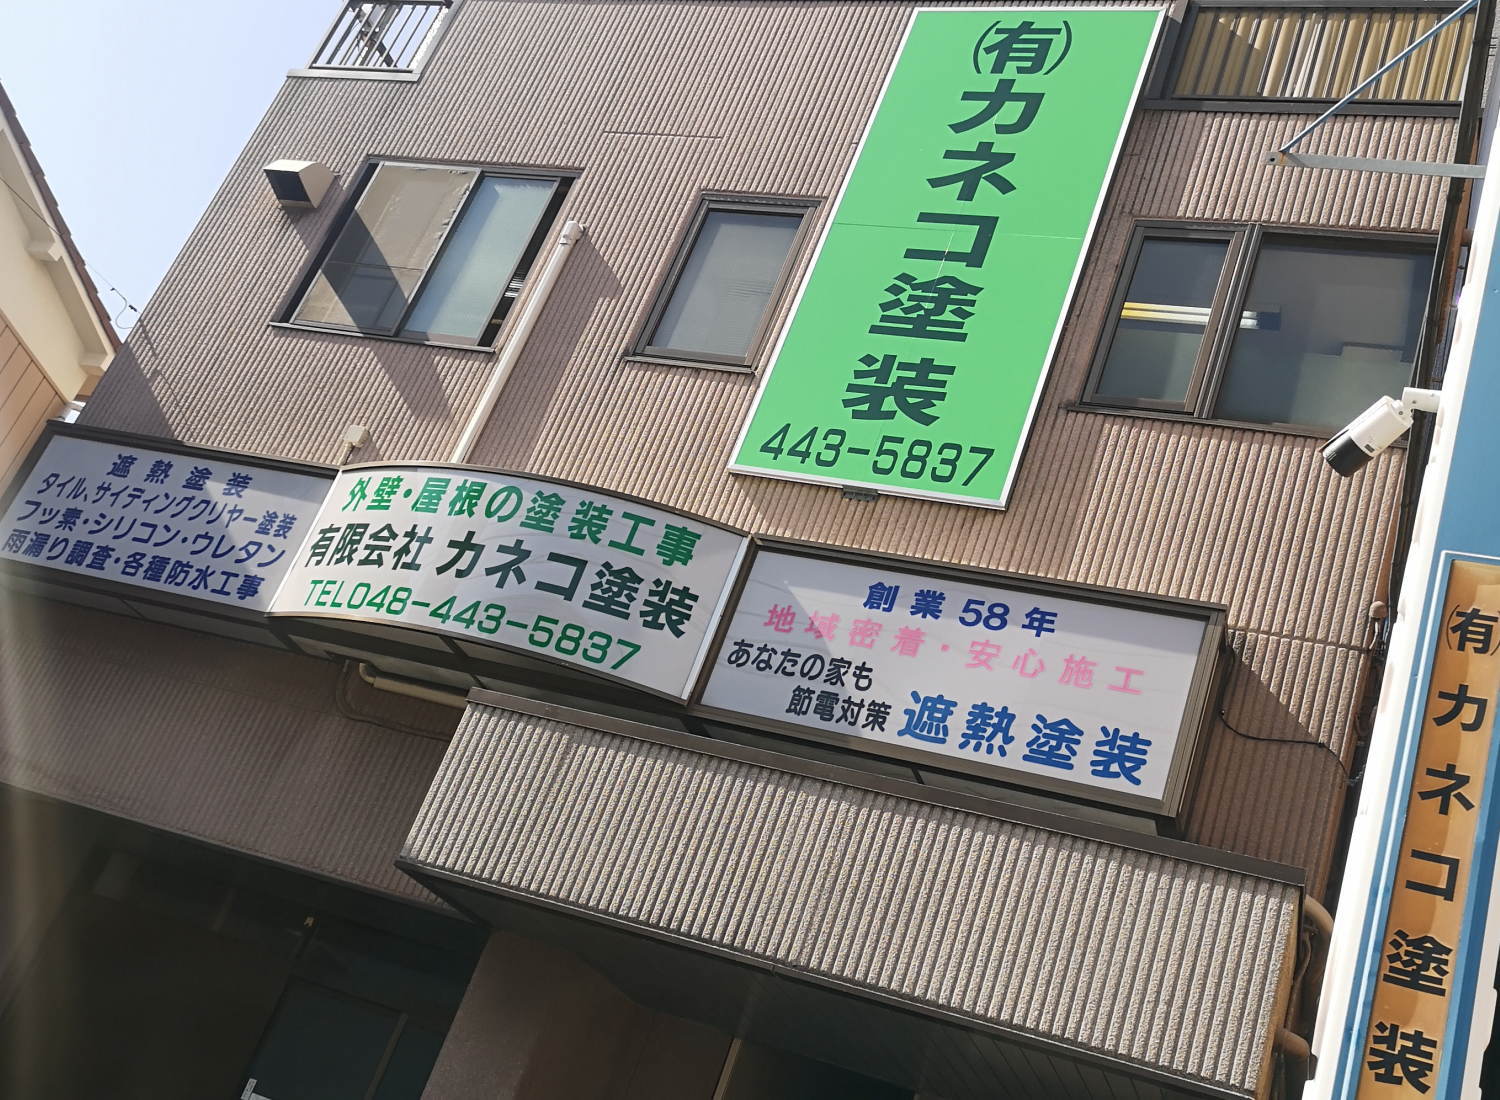 ㈲カネコ塗装
443-5837
遮熱塗装
タイル、サイディングクリヤー塗装
フッ素・シリコン・ウレタン
雨漏り調査・各種防水工事
外壁・屋根の塗装工事
有限会社 カネコ塗装
TEL048-443-5837
創業58年
地域密着・安心施工
あなたの家も
節電対策 遮熱塗装
㈲カネコ塗装